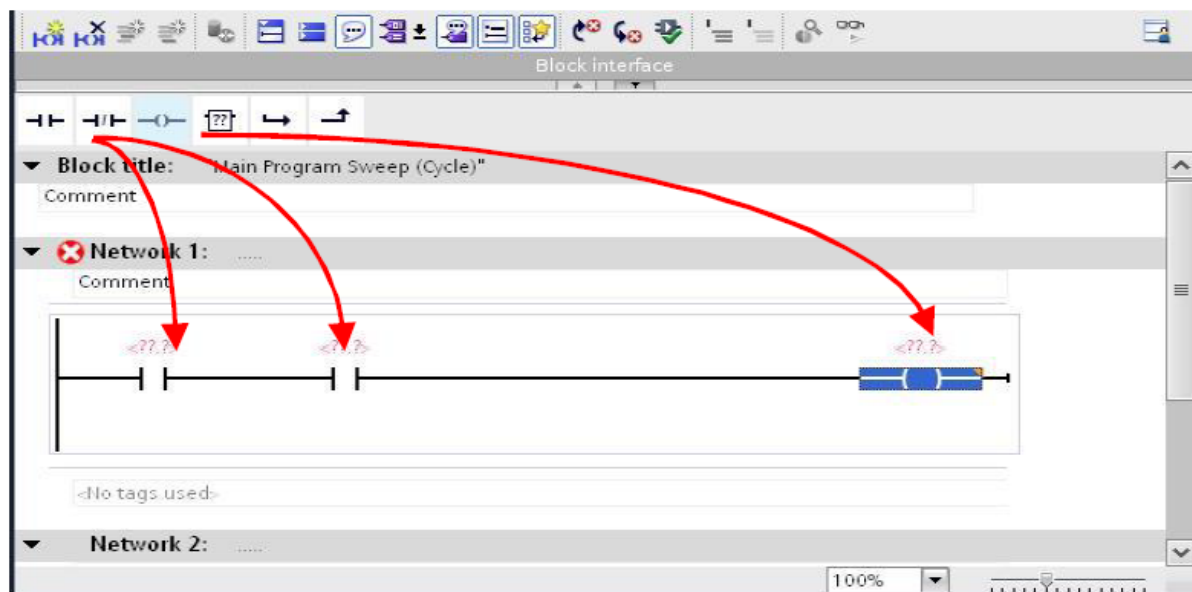 Block interface
??
Block title: "Main Program Sweep (Cycle)"
Comment
Network 1: .....
Comment
<??.?> <??.?> <??.?>
<No tags used>
Network 2: .....
100%